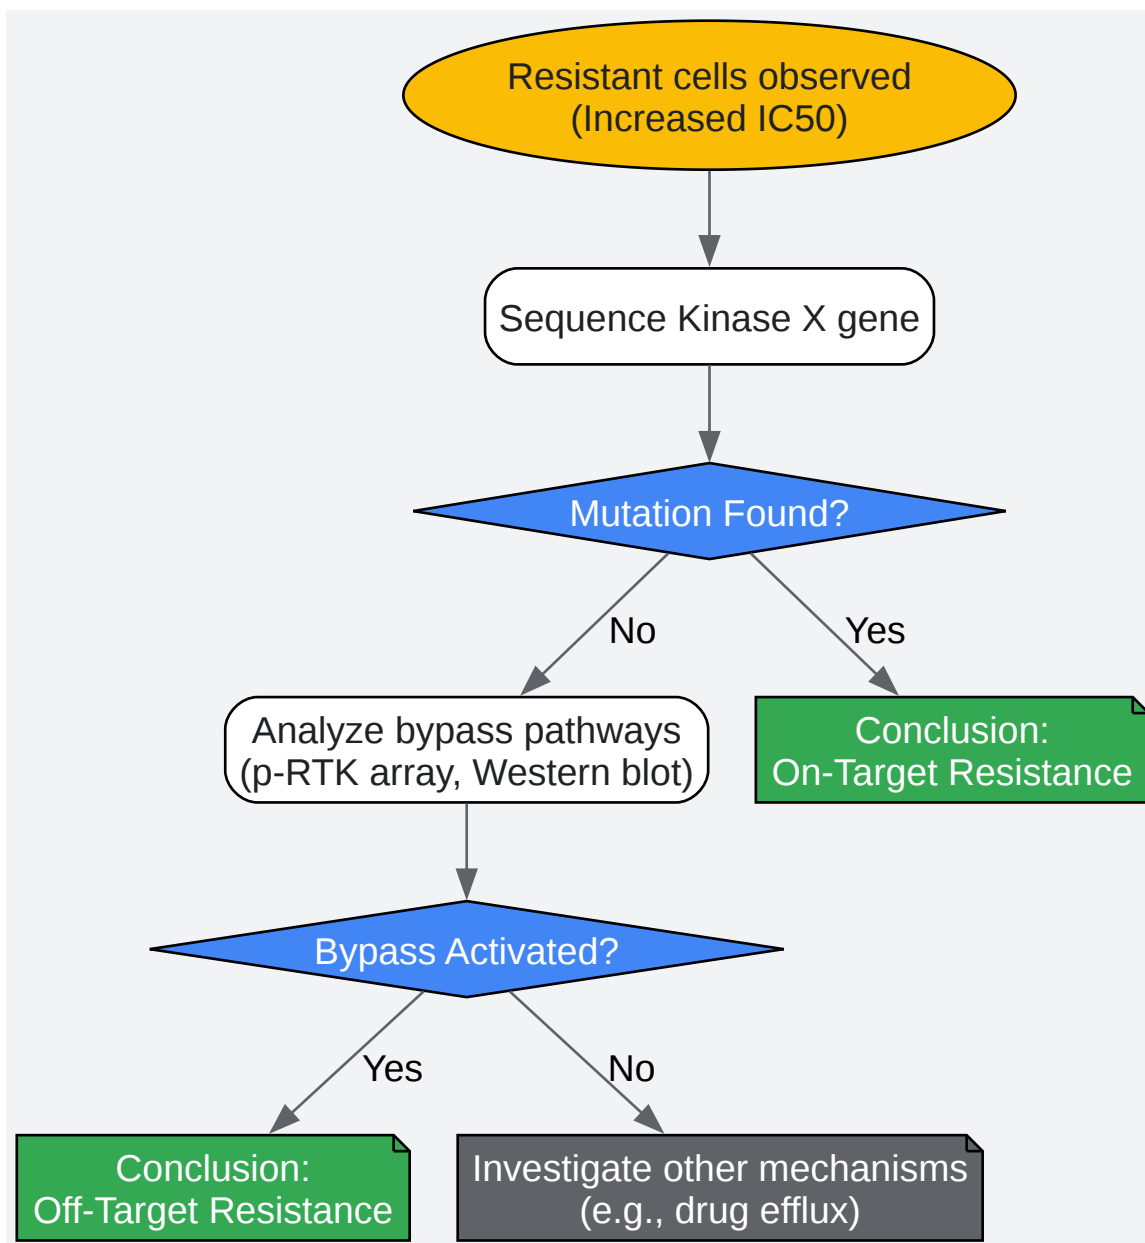 Resistant cells observed
(Increased IC50)
Sequence Kinase X gene
Mutation Found?
No
Yes
Analyze bypass pathways
(p-RTK array, Western blot)
Conclusion:
On-Target Resistance
Bypass Activated?
Yes
No
Conclusion:
Off-Target Resistance
Investigate other mechanisms
(e.g., drug efflux)